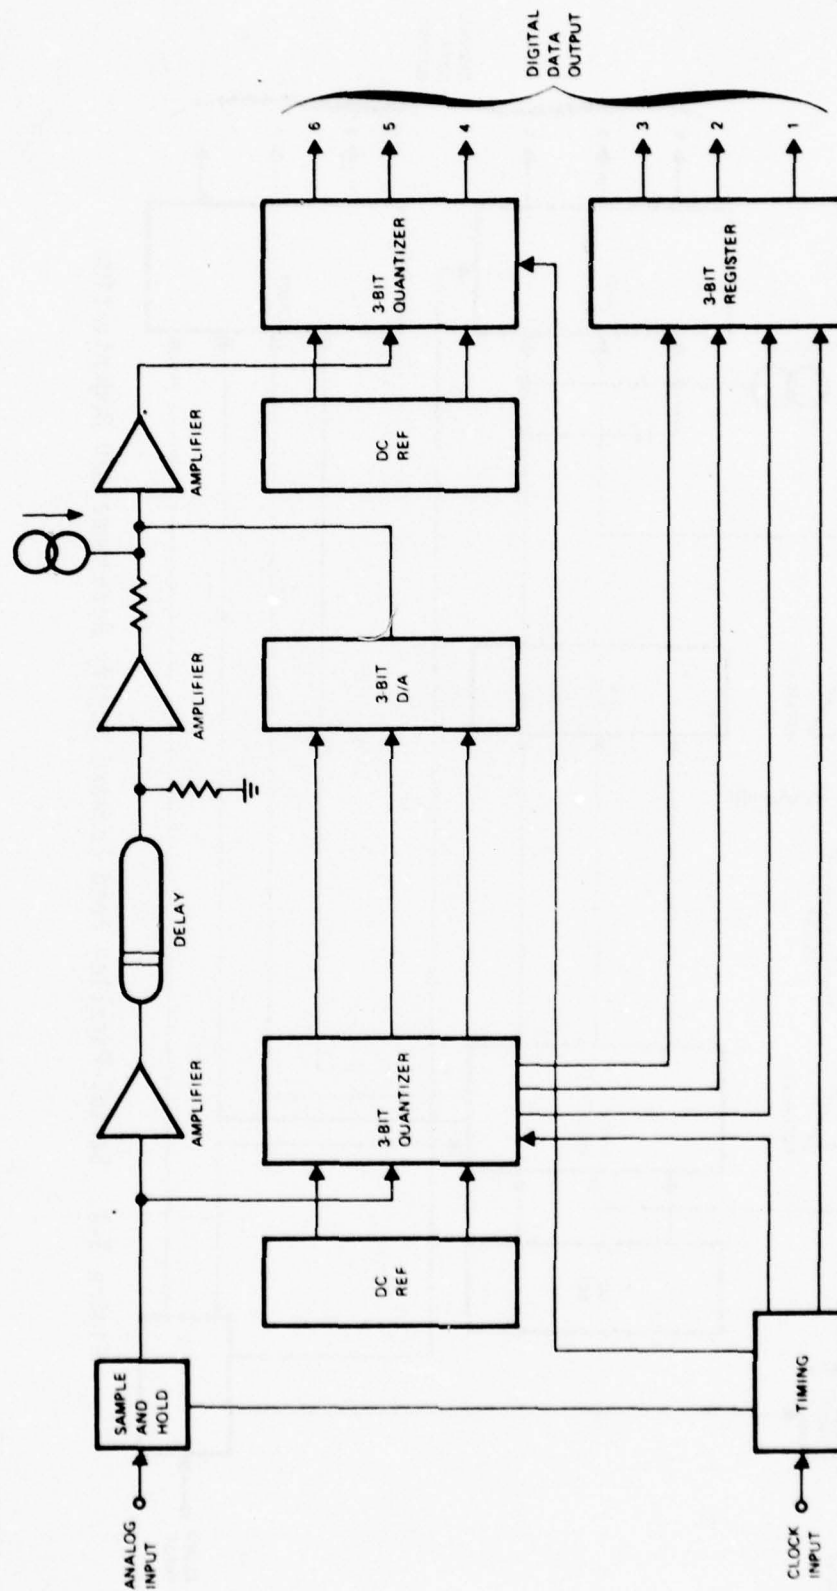 ANALOG
INPUT
SAMPLE
AND
HOLD
AMPLIFIER
DELAY
AMPLIFIER
AMPLIFIER
DC
REF
3-BIT
QUANTIZER
3-BIT
D/A
DC
REF
3-BIT
QUANTIZER
6
5
4
3
2
1
DIGITAL
DATA
OUTPUT
3-BIT
REGISTER
CLOCK
INPUT
TIMING